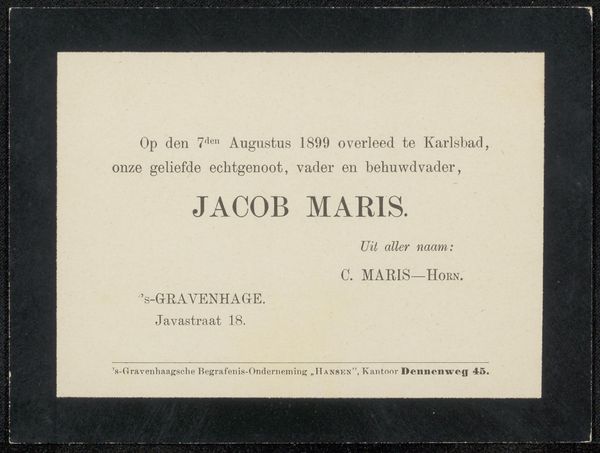 Op den 7den Augustus 1899 overleed te Karlsbad,
onze geliefde echtgenoot, vader en behuwdvader,
JACOB MARIS.
Uit aller naam:
C. MARIS—HORN.
's-GRAVENHAGE.
Javastraat 18.
's-Gravenhaagsche Begrafenis-Onderneming „HANSEN", Kantoor Dennenweg 45.